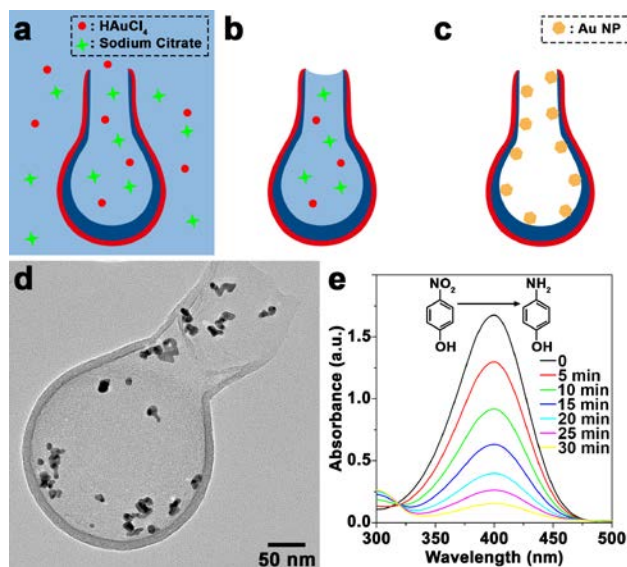 a
: HAuCl₄
: Sodium Citrate
b
c
: Au NP
d
50 nm
e
NO₂
NH₂
OH
OH
0
5 min
10 min
15 min
20 min
25 min
30 min
Absorbance (a.u.)
1.5
1.0
0.5
0.0
300 350 400 450 500
Wavelength (nm)